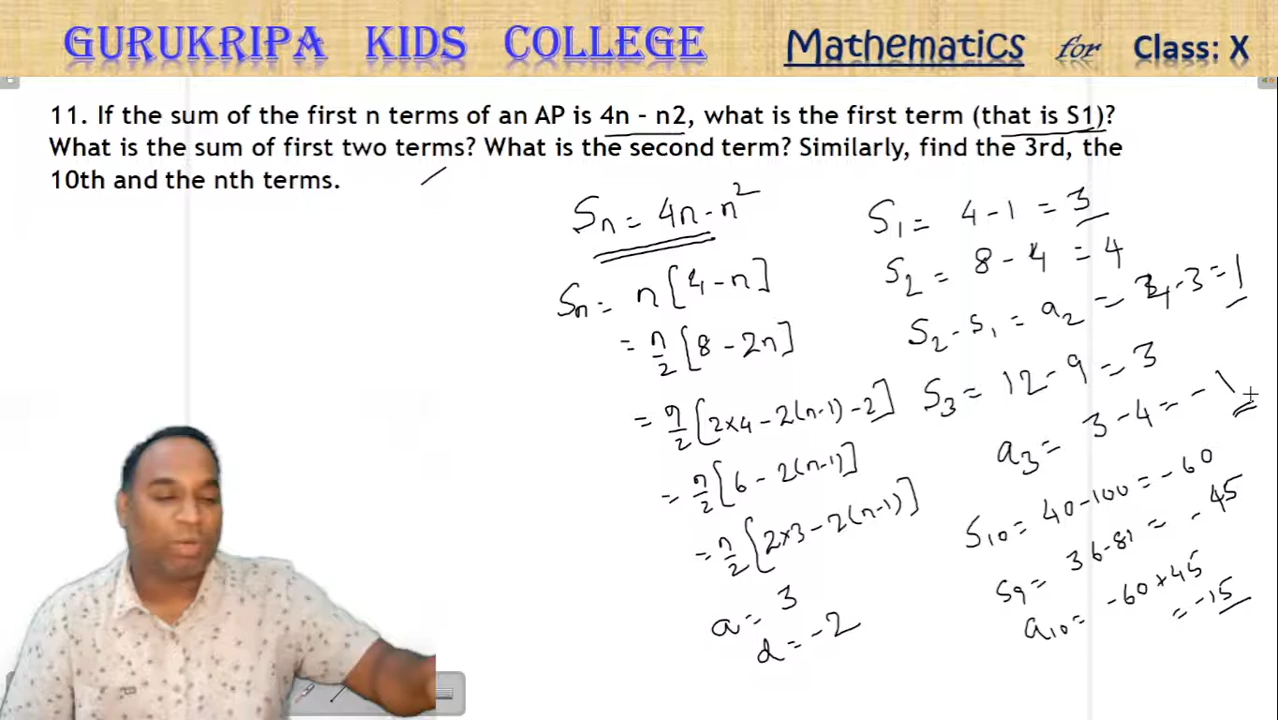 GURUKRIPA KIDS COLLEGE Mathematics for Class: X
11. If the sum of the first n terms of an AP is 4n - n2, what is the first term (that is S1)?
What is the sum of first two terms? What is the second term? Similarly, find the 3rd, the
10th and the nth terms.
Sₙ = 4n - n²
Sₙ = n[4 - n]
= n/2 [8 - 2n]
= n/2 [2×4 - 2(n-1) - 2]
= n/2 [6 - 2(n-1)]
= n/2 [2×3 - 2(n-1)]
a = 3
d = -2
S₁ = 4 - 1 = 3
S₂ = 8 - 4 = 4
S₂ - S₁ = a₂ = 4 - 3 = 1
S₃ = 12 - 9 = 3
a₃ = 3 - 4 = -1
S₁₀ = 40 - 100 = -60
S₉ = 36 - 81 = -45
a₁₀ = -60 + 45
= -15